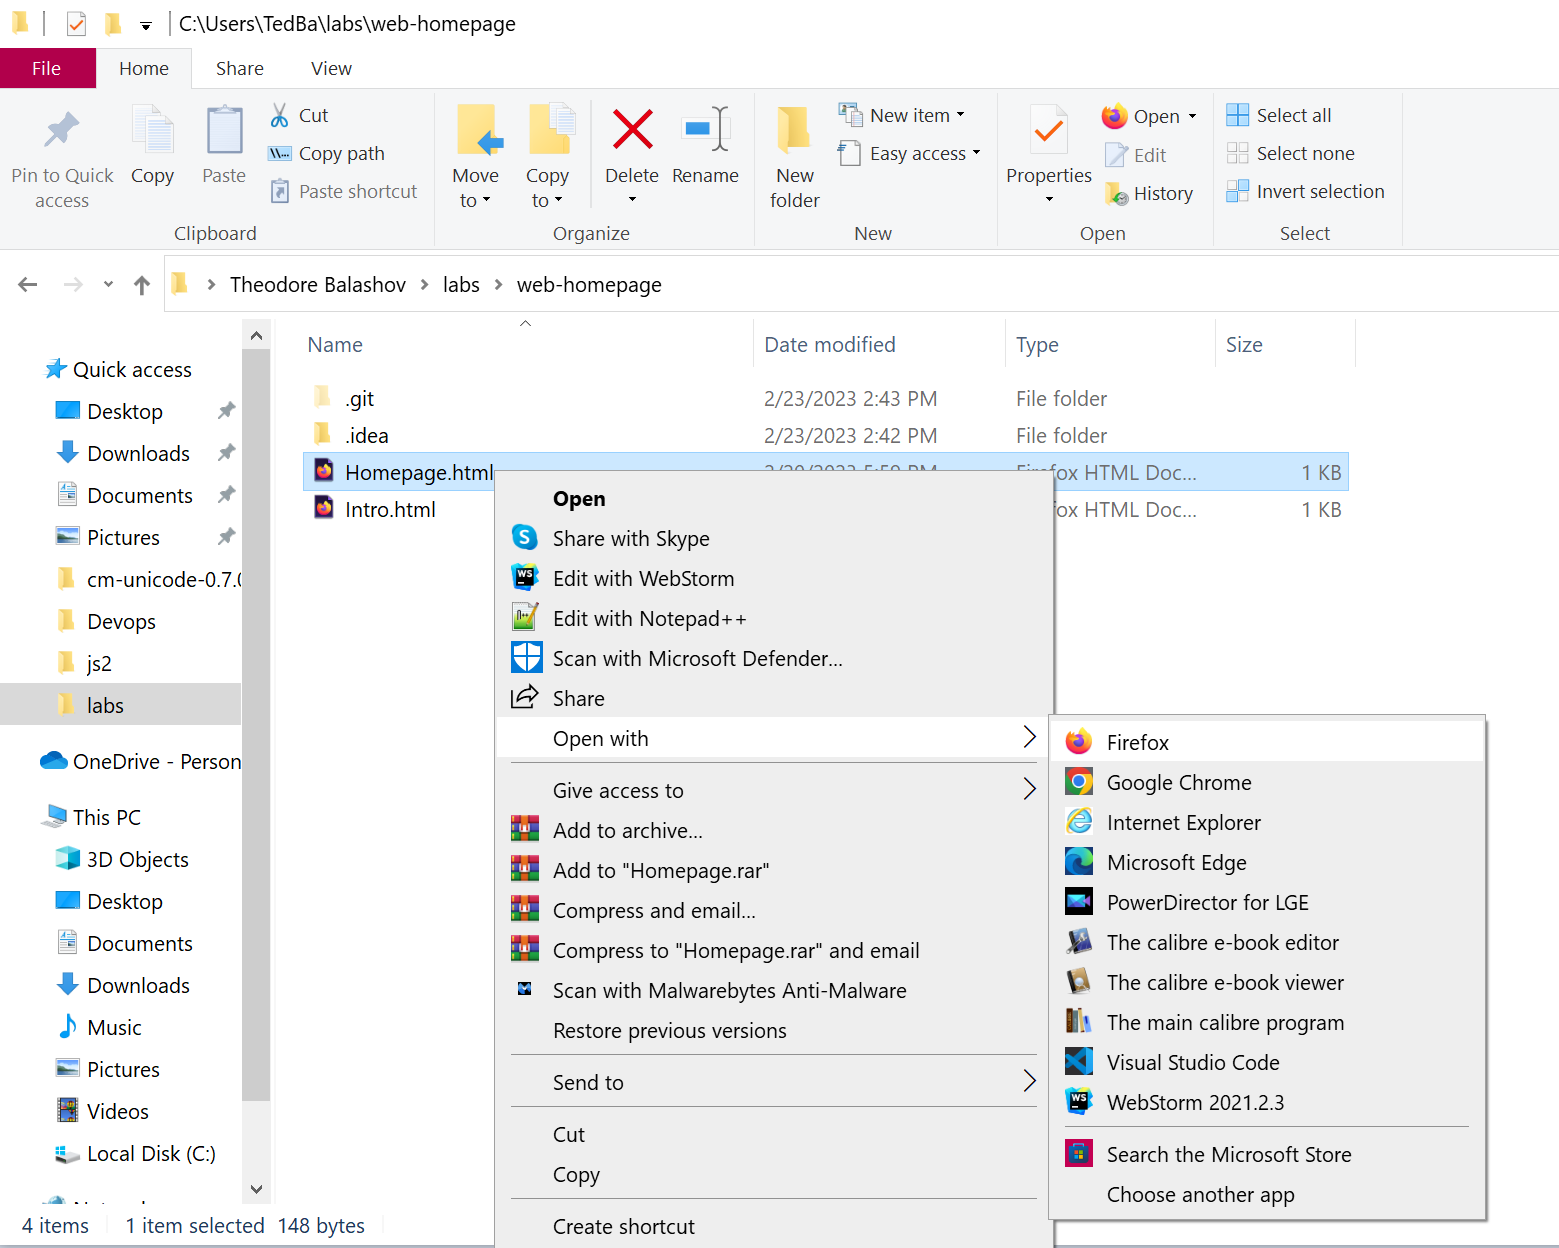 C:\Users\TedBa\labs\web-homepage
File Home Share View
Pin to Quick access
Copy
Paste
Cut
Copy path
Paste shortcut
Clipboard
Move to
Copy to
Delete
Rename
Organize
New folder
New item
Easy access
New
Properties
Open
Edit
History
Open
Select all
Select none
Invert selection
Select
Theodore Balashov > labs > web-homepage
Quick access
Desktop
Downloads
Documents
Pictures
cm-unicode-0.7.0
Devops
js2
labs
OneDrive - Person
This PC
3D Objects
Desktop
Documents
Downloads
Music
Pictures
Videos
Local Disk (C:)
Name Date modified Type Size
.git 2/23/2023 2:43 PM File folder
.idea 2/23/2023 2:42 PM File folder
Homepage.html Firefox HTML Doc... 1 KB
Intro.html fox HTML Doc... 1 KB
Open
Share with Skype
Edit with WebStorm
Edit with Notepad++
Scan with Microsoft Defender...
Share
Open with
Give access to
Add to archive...
Add to "Homepage.rar"
Compress and email...
Compress to "Homepage.rar" and email
Scan with Malwarebytes Anti-Malware
Restore previous versions
Send to
Cut
Copy
Create shortcut
Firefox
Google Chrome
Internet Explorer
Microsoft Edge
PowerDirector for LGE
The calibre e-book editor
The calibre e-book viewer
The main calibre program
Visual Studio Code
WebStorm 2021.2.3
Search the Microsoft Store
Choose another app
4 items 1 item selected 148 bytes